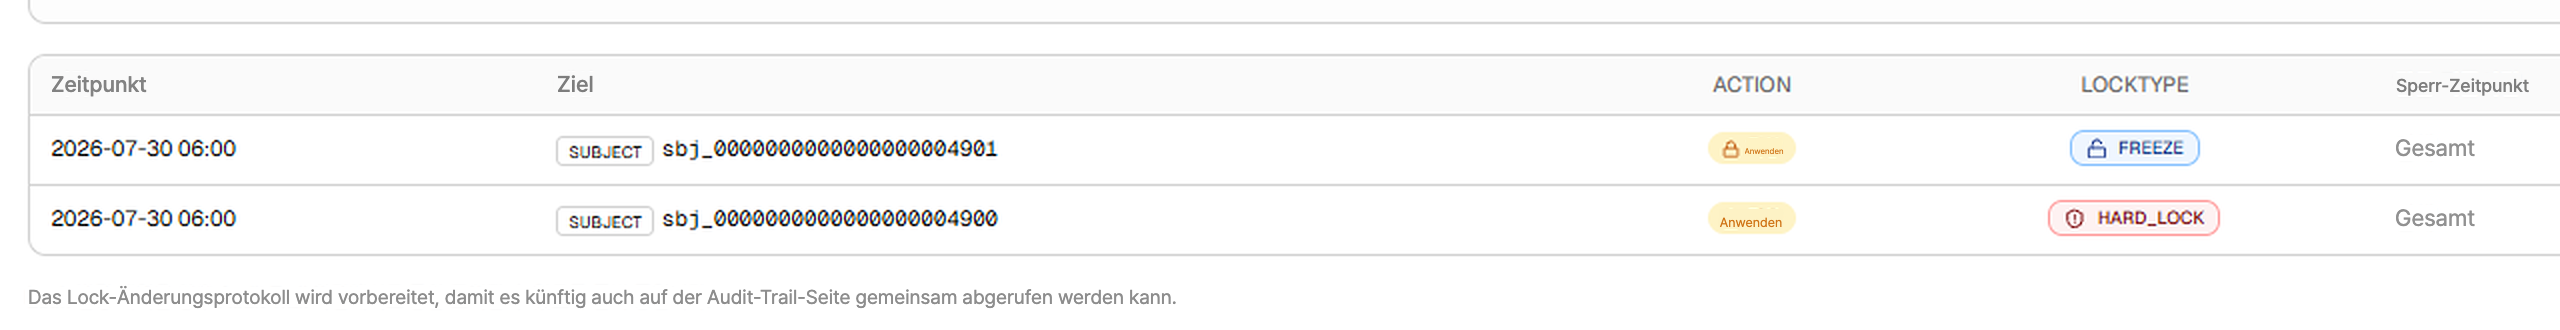 Zeitpunkt Ziel ACTION LOCKTYPE Sperr-Zeitpunkt
2026-07-30 06:00 SUBJECT sbj_0000000000000000004901 Anwenden FREEZE Gesamt
2026-07-30 06:00 SUBJECT sbj_0000000000000000004900 Anwenden HARD_LOCK Gesamt
Das Lock-Änderungsprotokoll wird vorbereitet, damit es künftig auch auf der Audit-Trail-Seite gemeinsam abgerufen werden kann.